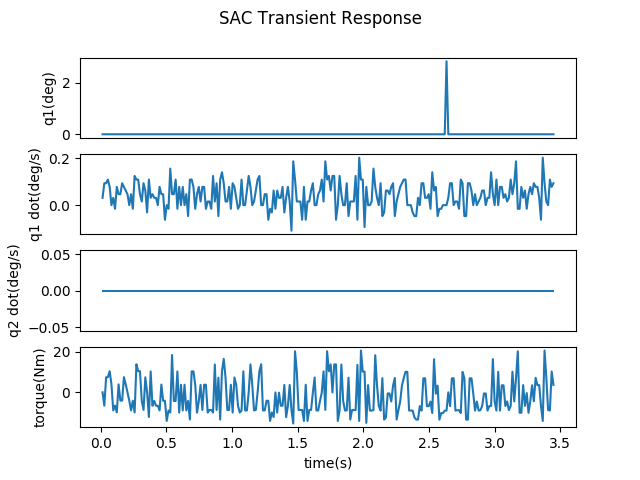 SAC Transient Response
q1(deg)
2
0
q1 dot(deg/s)
0.2
0.0
q2 dot(deg/s)
0.05
0.00
−0.05
torque(Nm)
20
0
0.0 0.5 1.0 1.5 2.0 2.5 3.0 3.5
time(s)